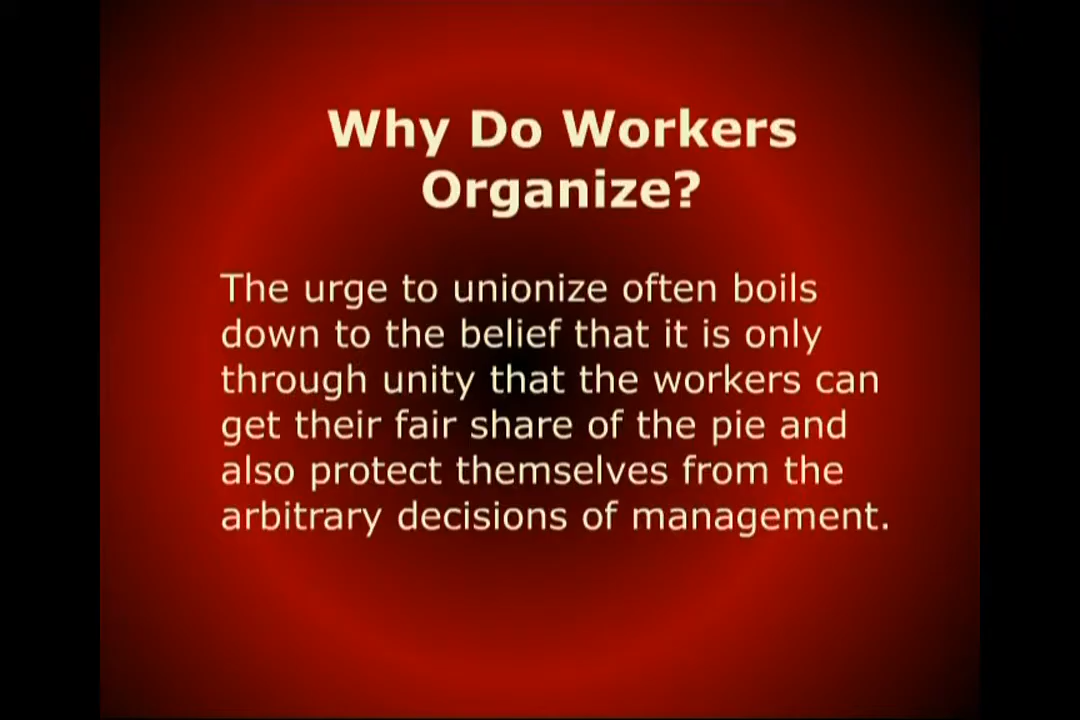 Why Do Workers
Organize?
The urge to unionize often boils
down to the belief that it is only
through unity that the workers can
get their fair share of the pie and
also protect themselves from the
arbitrary decisions of management.